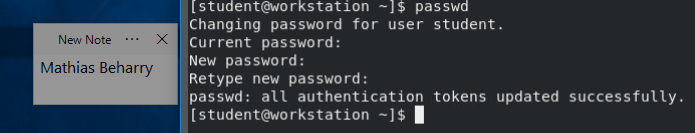 New Note
Mathias Beharry
[student@workstation ~]$ passwd
Changing password for user student.
Current password:
New password:
Retype new password:
passwd: all authentication tokens updated successfully.
[student@workstation ~]$